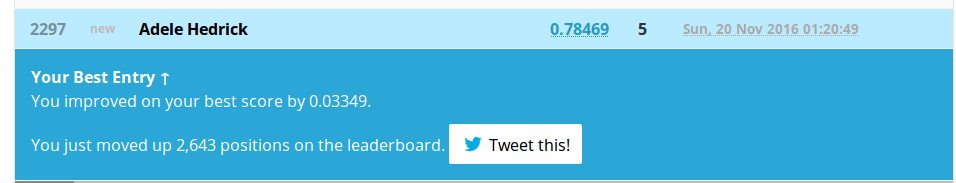 2297 new Adele Hedrick 0.78469 5 Sun, 20 Nov 2016 01:20:49
Your Best Entry ↑
You improved on your best score by 0.03349.
You just moved up 2,643 positions on the leaderboard. Tweet this!